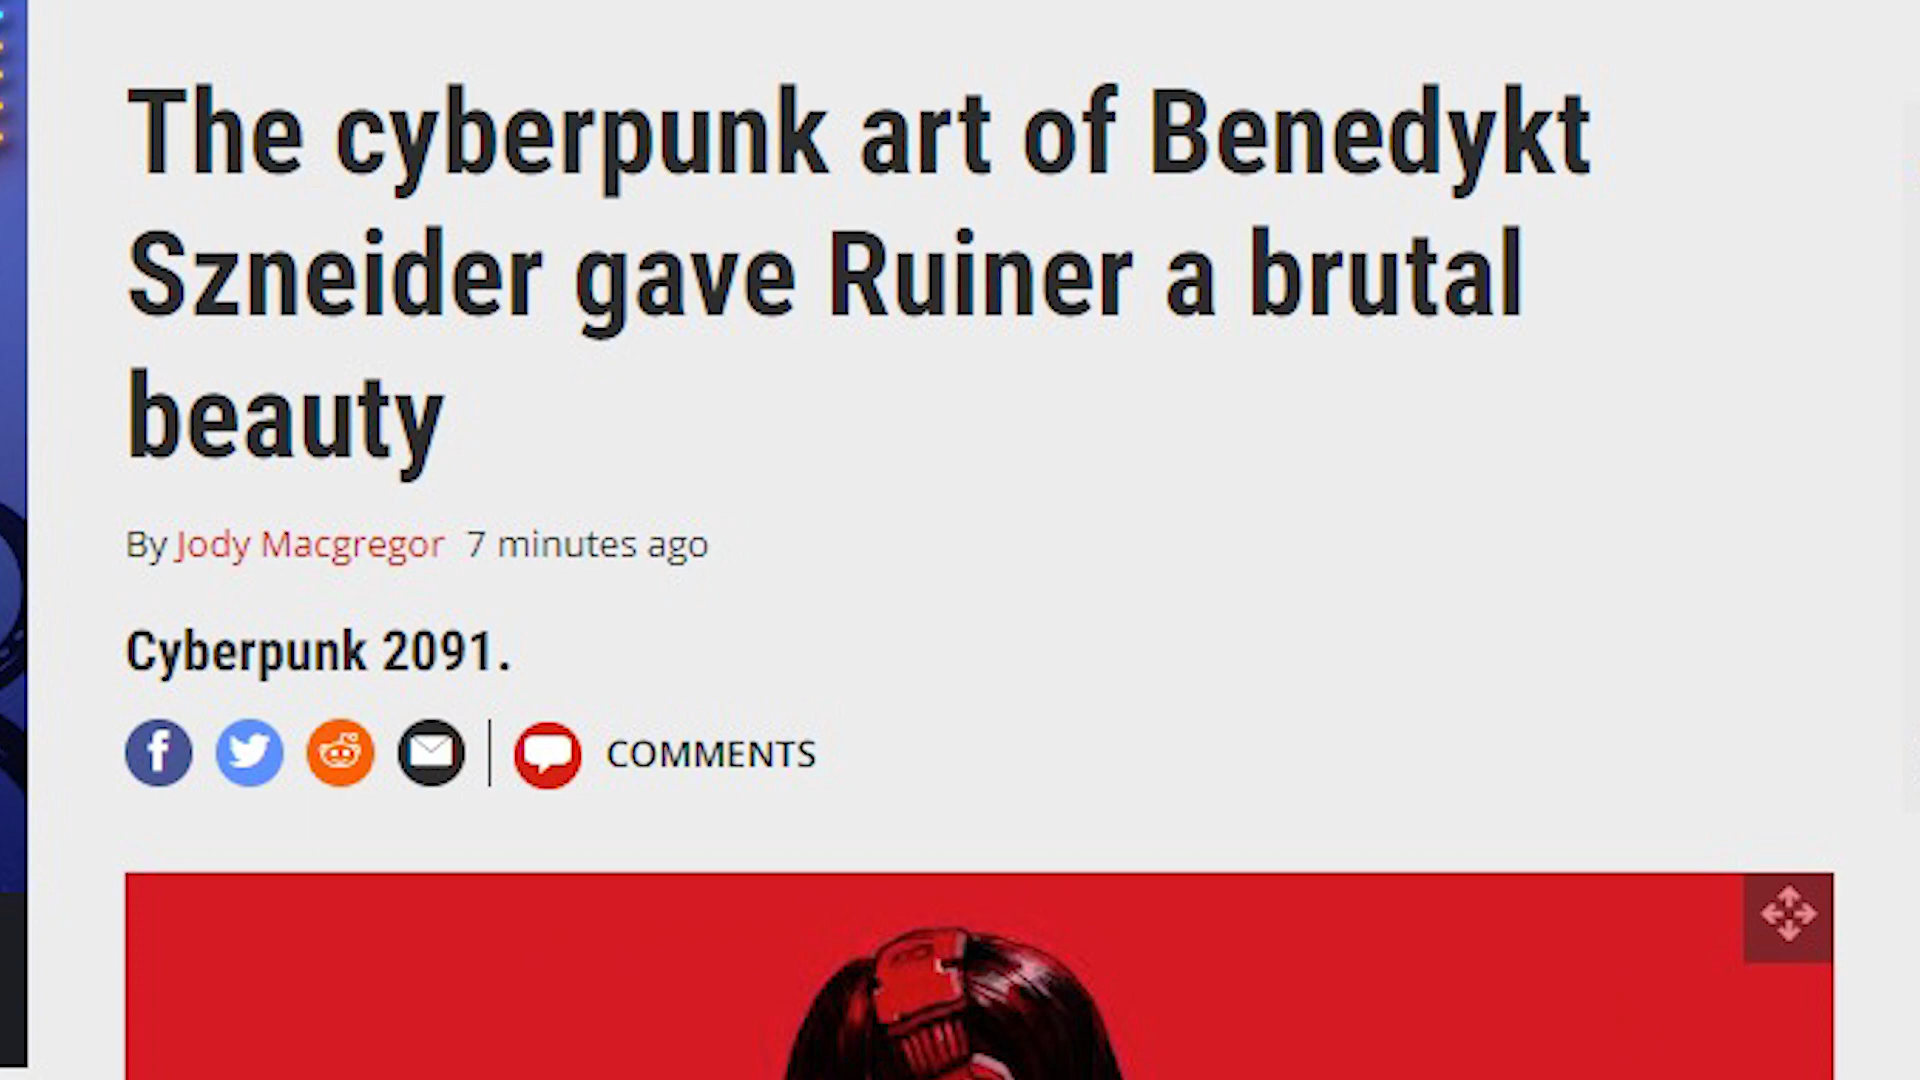 The cyberpunk art of Benedykt
Szneider gave Ruiner a brutal
beauty
By Jody Macgregor 7 minutes ago
Cyberpunk 2091.
COMMENTS